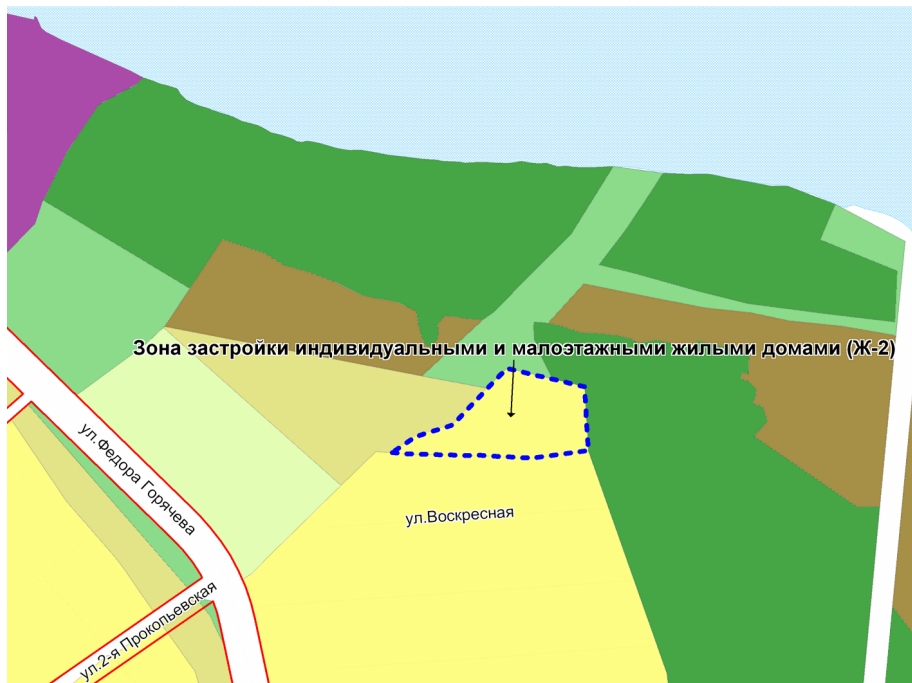 Зона застройки индивидуальными и малоэтажными жилыми домами (Ж-2)
ул.Федора Горячева
ул.Воскресная
ул.2-я Прокопьевская